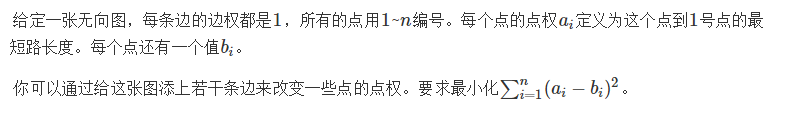 给定一张无向图，每条边的边权都是1，所有的点用1~n编号。每个点的点权a_i定义为这个点到1号点的最
短路长度。每个点还有一个值b_i。
你可以通过给这张图添上若干条边来改变一些点的点权。要求最小化∑_{i=1}^{n}(a_i − b_i)^2。